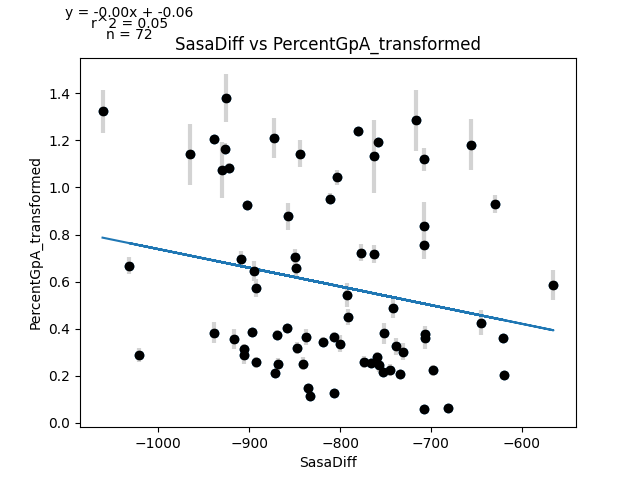 y = -0.00x + -0.06
r^2 = 0.05
n = 72
SasaDiff vs PercentGpA_transformed
PercentGpA_transformed
1.4
1.2
1.0
0.8
0.6
0.4
0.2
0.0
−1000
−900
−800
−700
−600
SasaDiff